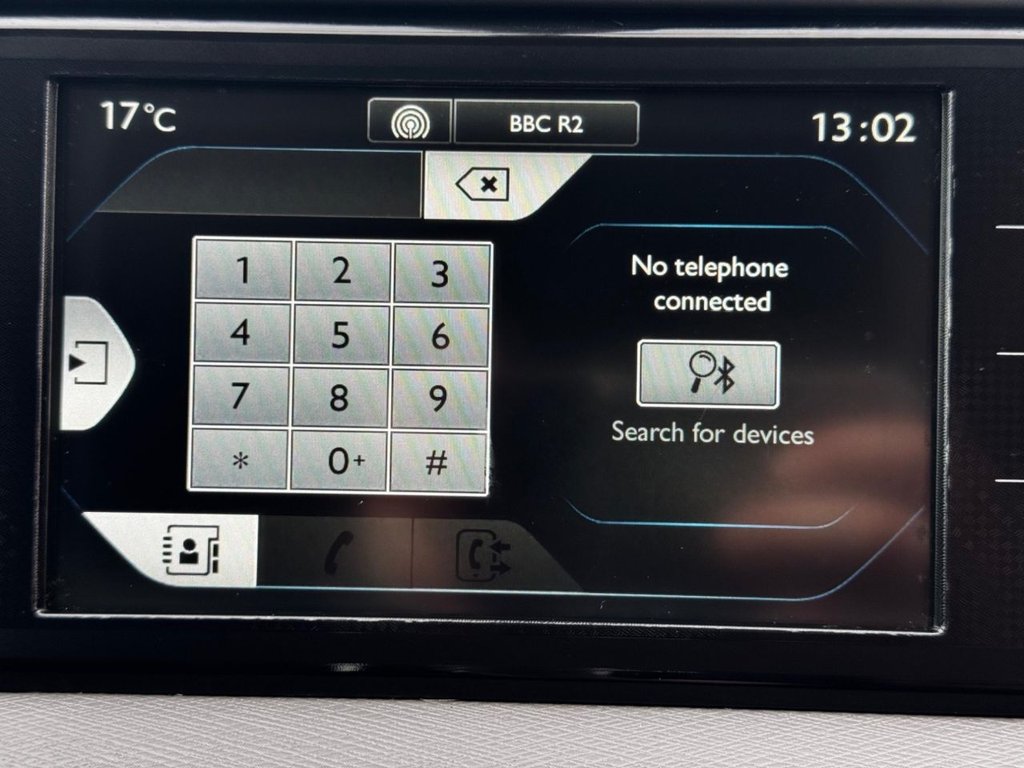 17°C
BBC R2
13:02
1 2 3
4 5 6
7 8 9
* 0+ #
No telephone
connected
Search for devices